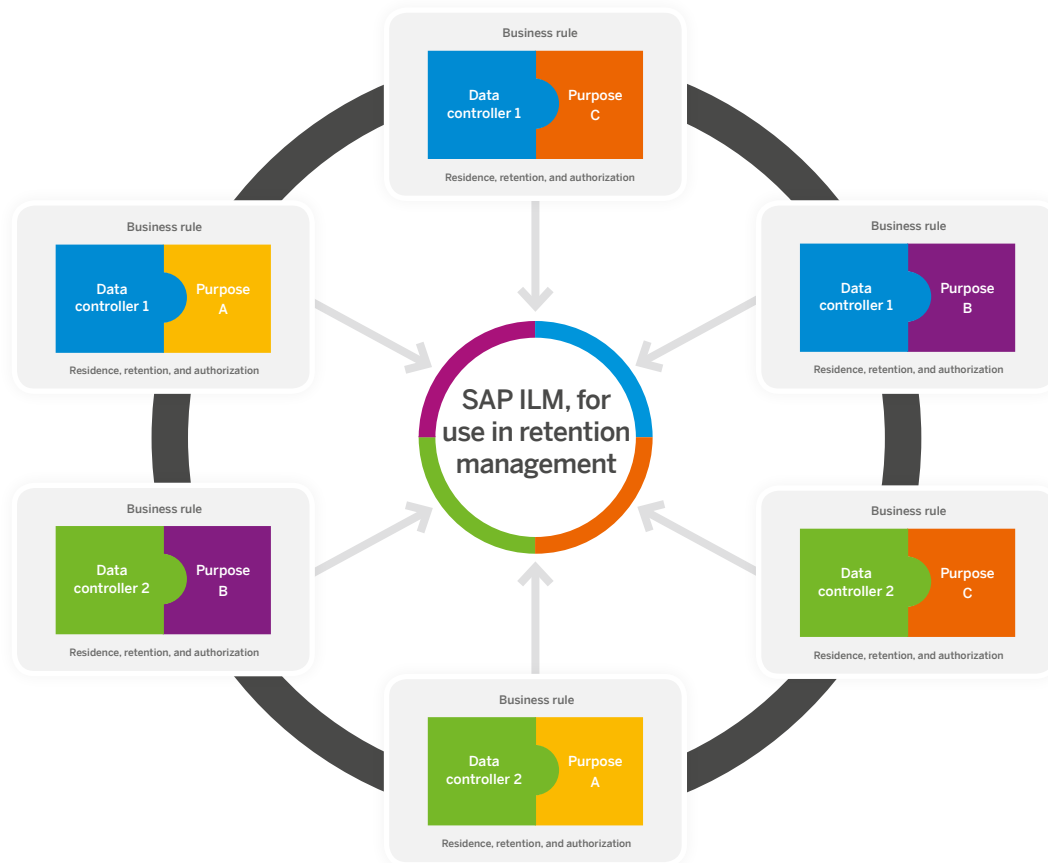 Business rule
Data
controller 1
Purpose
C
Residence, retention, and authorization
Business rule
Data
controller 1
Purpose
A
Residence, retention, and authorization
Business rule
Data
controller 1
Purpose
B
Residence, retention, and authorization
SAP ILM, for
use in retention
management
Business rule
Data
controller 2
Purpose
B
Residence, retention, and authorization
Business rule
Data
controller 2
Purpose
C
Residence, retention, and authorization
Business rule
Data
controller 2
Purpose
A
Residence, retention, and authorization